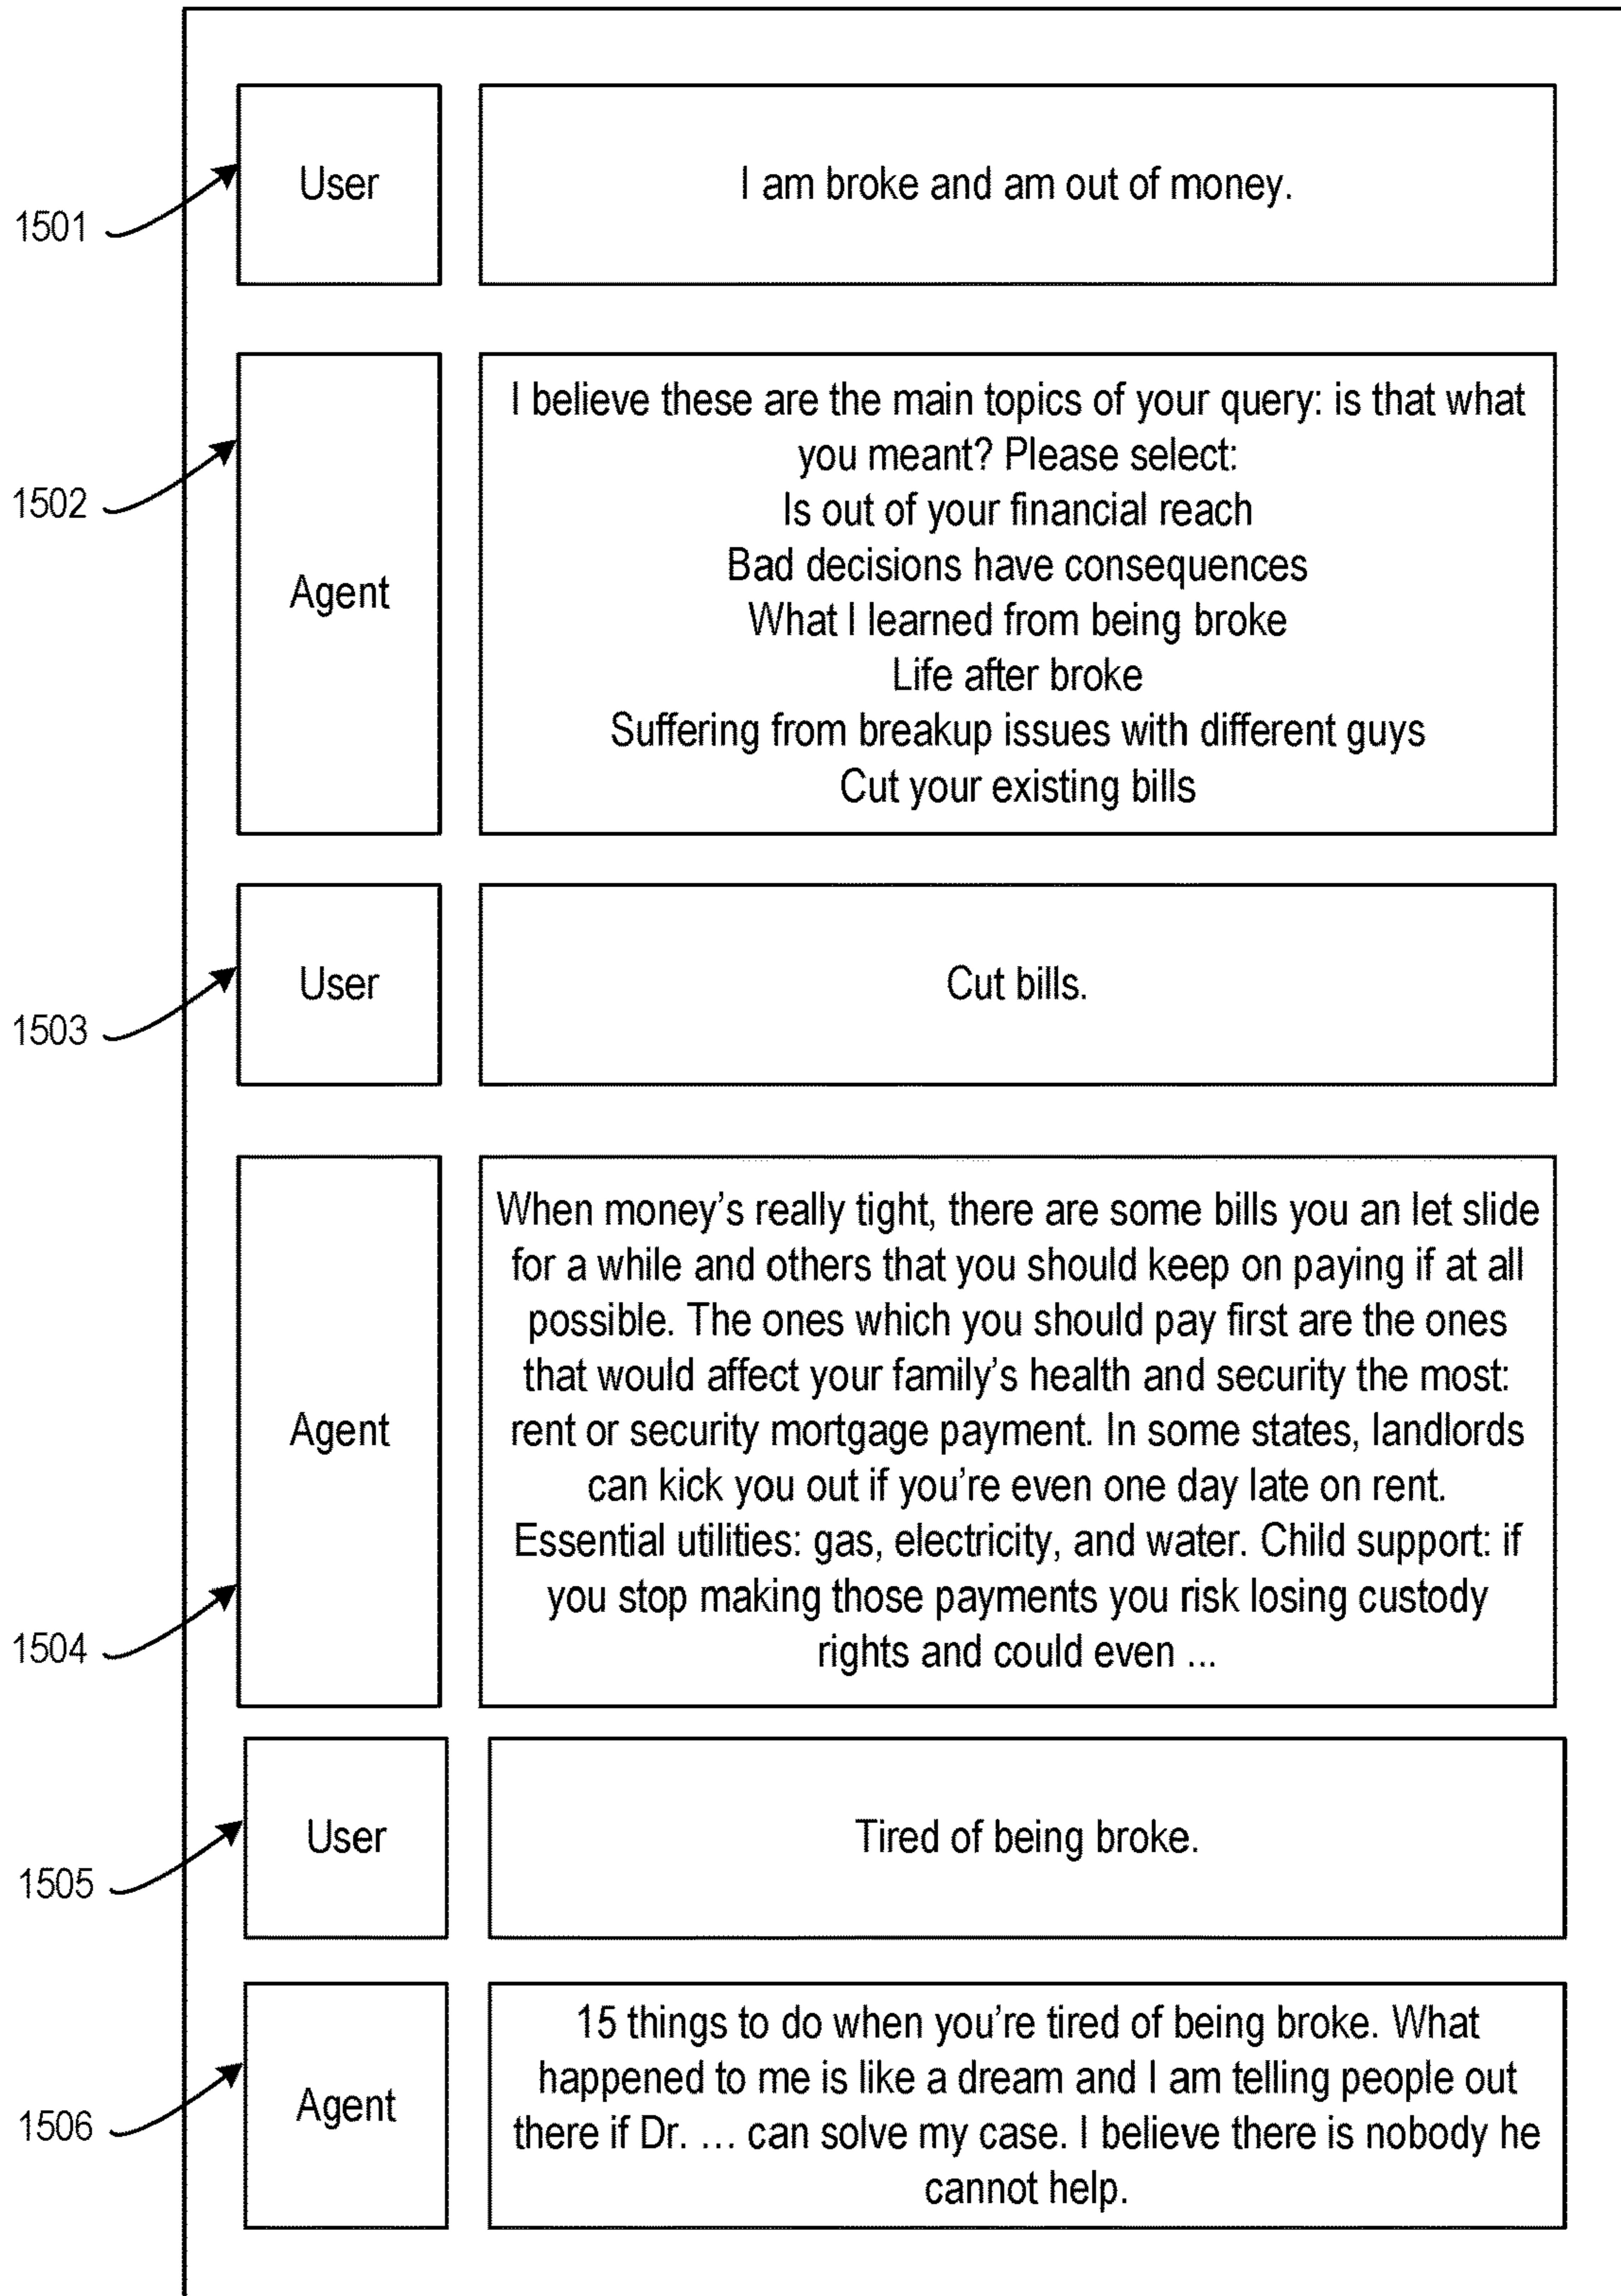 1501
User
I am broke and am out of money.
1502
Agent
I believe these are the main topics of your query: is that what
you meant? Please select:
Is out of your financial reach
Bad decisions have consequences
What I learned from being broke
Life after broke
Suffering from breakup issues with different guys
Cut your existing bills
1503
User
Cut bills.
1504
Agent
When money's really tight, there are some bills you an let slide
for a while and others that you should keep on paying if at all
possible. The ones which you should pay first are the ones
that would affect your family's health and security the most:
rent or security mortgage payment. In some states, landlords
can kick you out if you're even one day late on rent.
Essential utilities: gas, electricity, and water. Child support: if
you stop making those payments you risk losing custody
rights and could even ...
1505
User
Tired of being broke.
1506
Agent
15 things to do when you're tired of being broke. What
happened to me is like a dream and I am telling people out
there if Dr. ... can solve my case. I believe there is nobody he
cannot help.